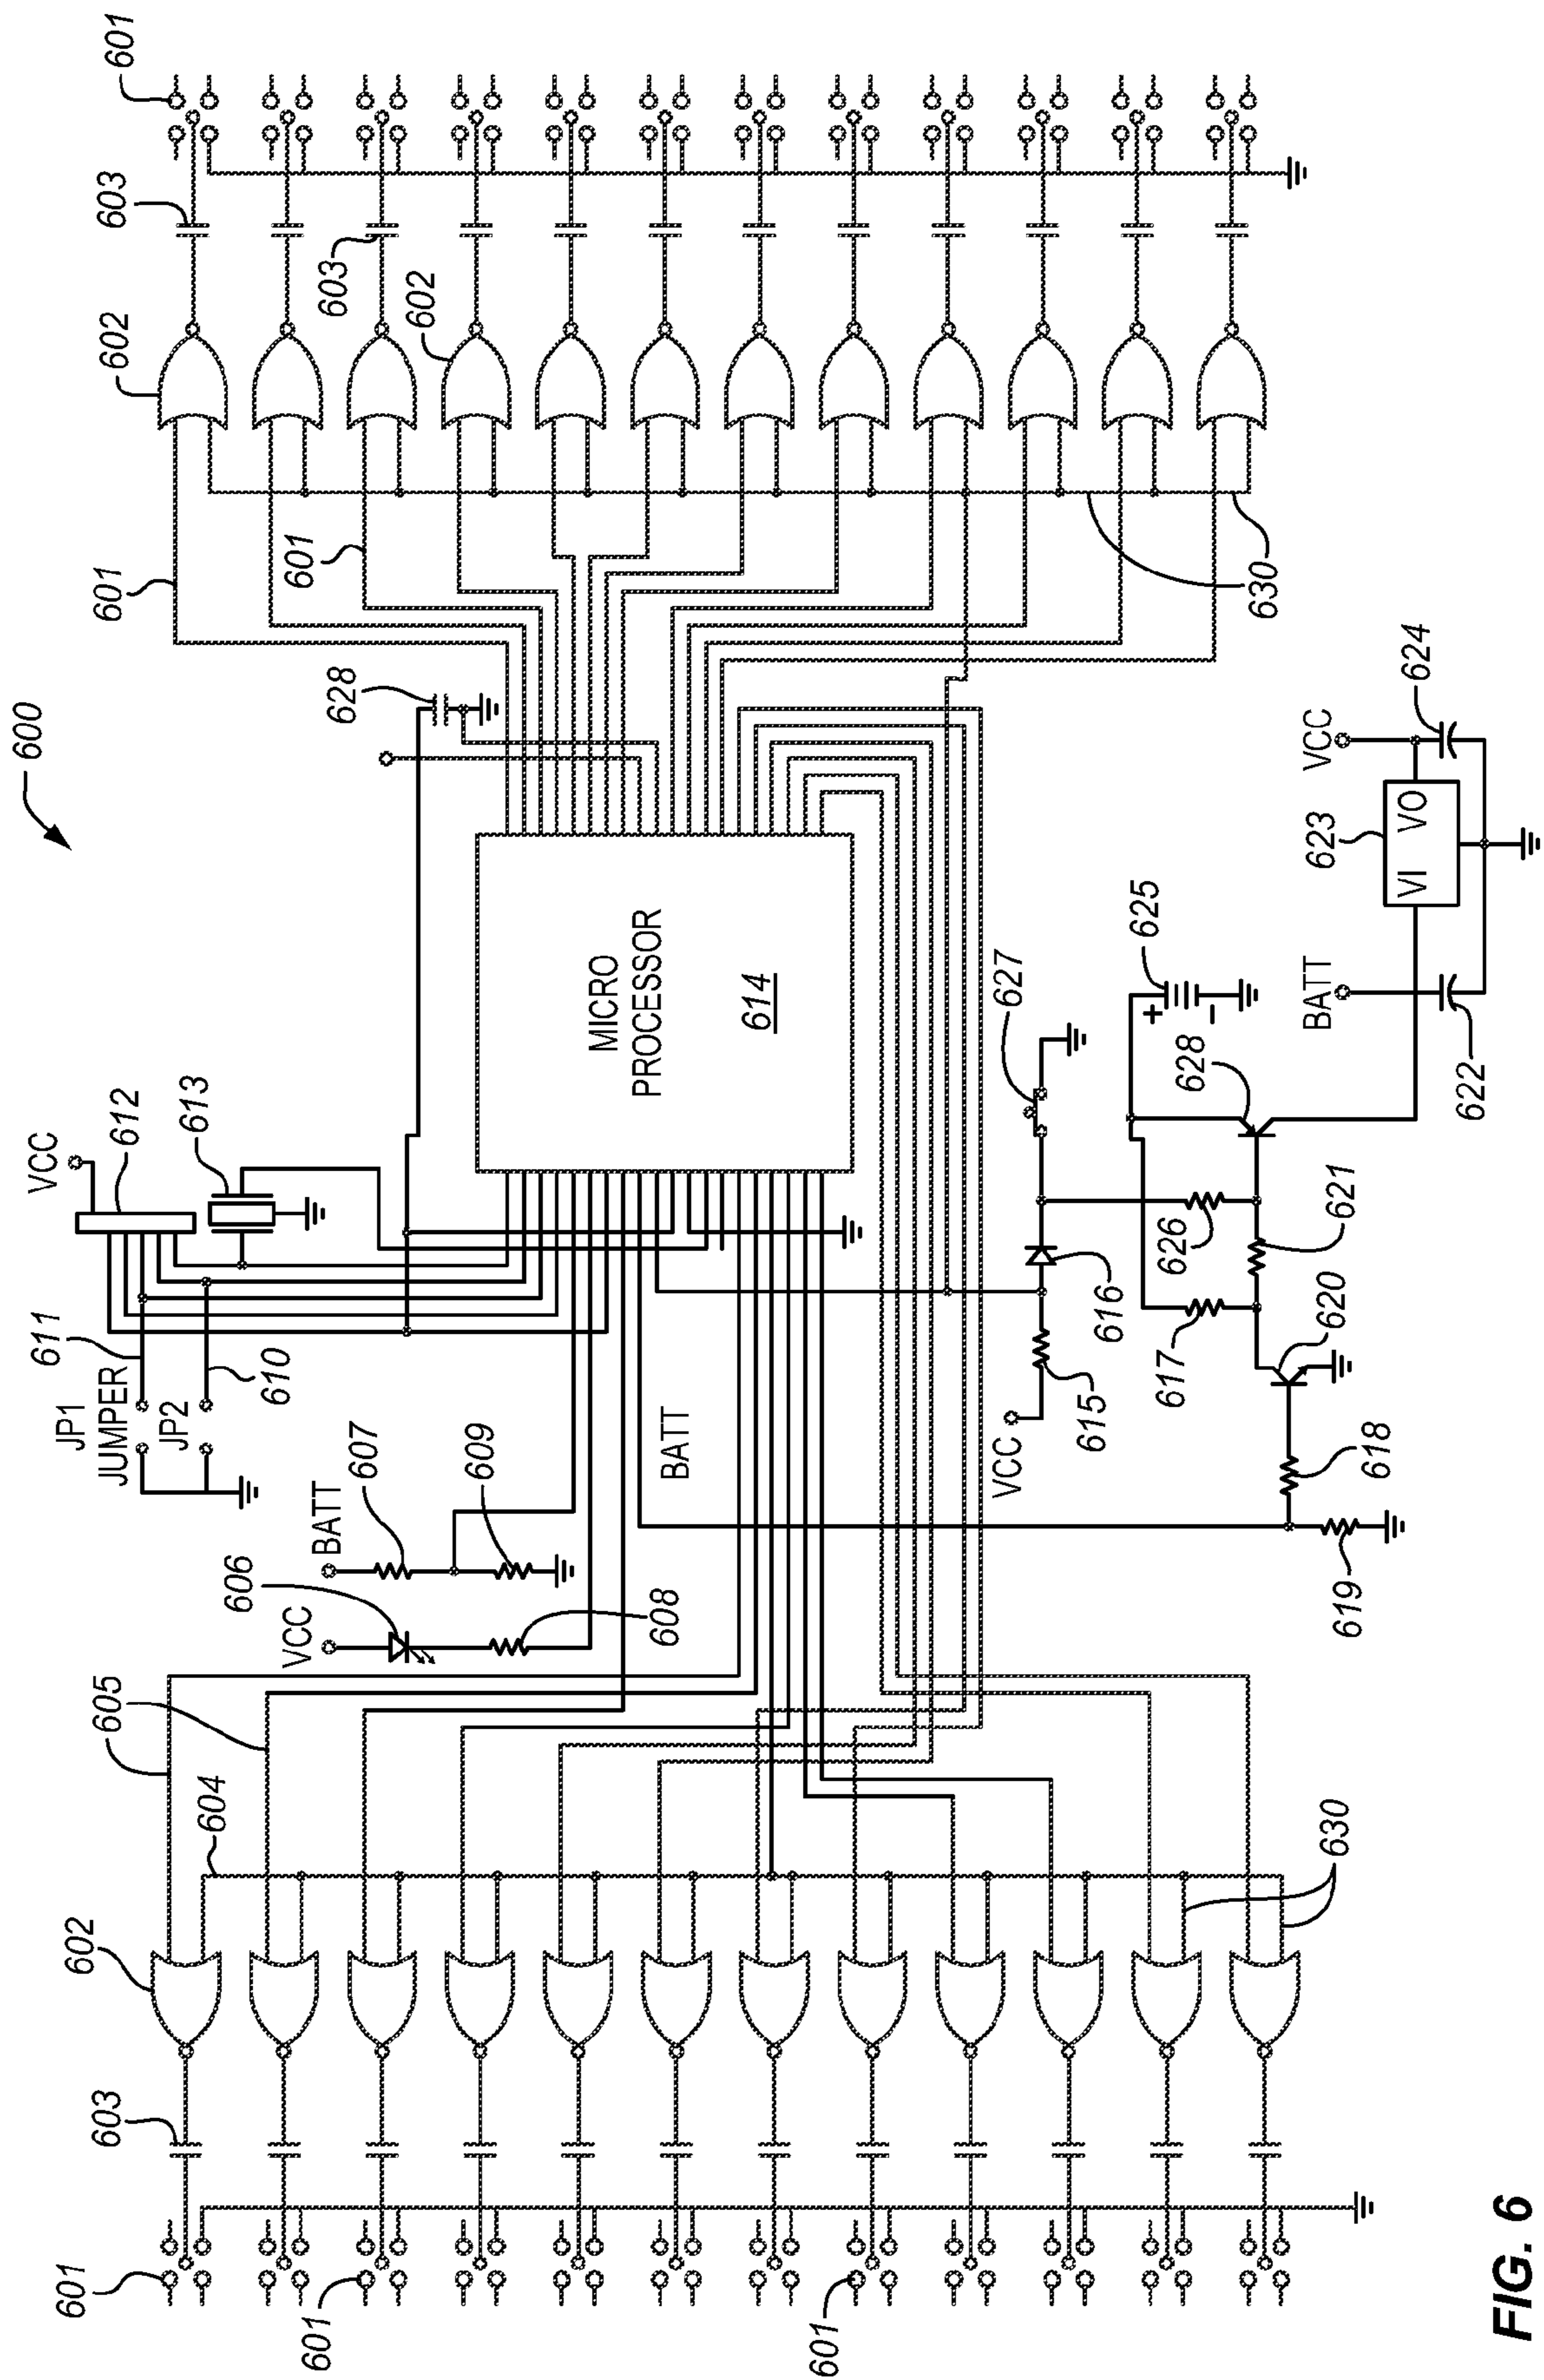 600
611
VCC
601
JP1
601
603
602
605
JUMPER
612
601
602
603
JP2
613
604
606
610
VCC
601
601
BATT
628
603
607
602
609
MICRO
PROCESSOR
608
BATT
614
601
VCC
627
615
616
625
617
626
628
630
630
BATT
623
VCC
619
618
620
621
VI
VO
622
624
FIG. 6